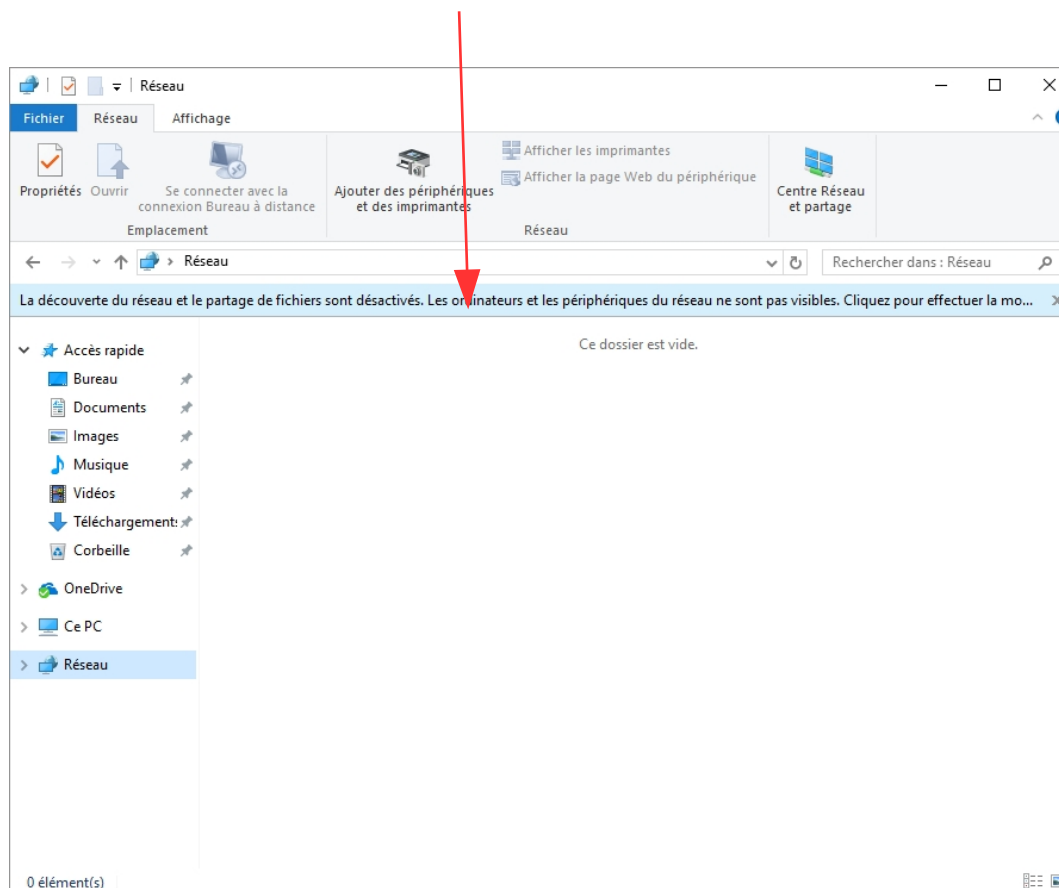 Réseau
Fichier Réseau Affichage
Propriétés Ouvrir Se connecter avec la connexion Bureau à distance
Emplacement
Ajouter des périphériques et des imprimantes
Afficher les imprimantes
Afficher la page Web du périphérique
Réseau
Centre Réseau et partage
Réseau Rechercher dans : Réseau
La découverte du réseau et le partage de fichiers sont désactivés. Les ordinateurs et les périphériques du réseau ne sont pas visibles. Cliquez pour effectuer la mo...
Ce dossier est vide.
Accès rapide
Bureau
Documents
Images
Musique
Vidéos
Téléchargements
Corbeille
OneDrive
Ce PC
Réseau
0 élément(s)